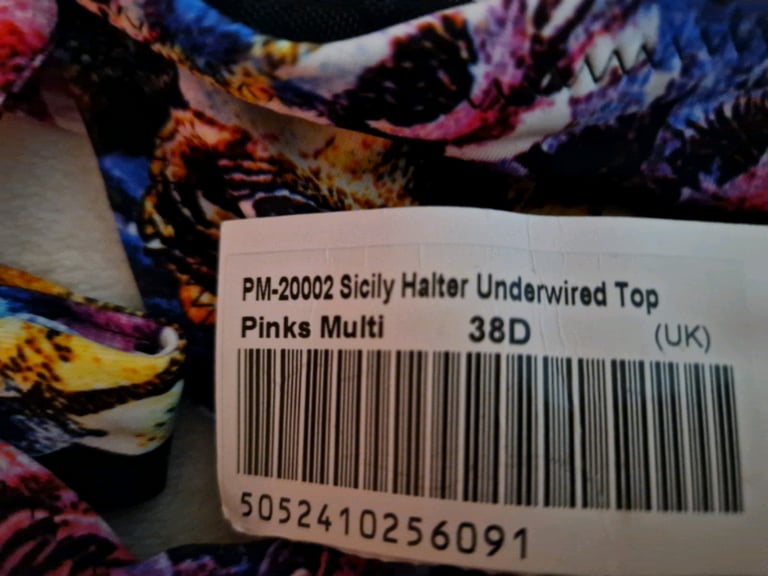 PM-20002 Sicily Halter Underwired Top
Pinks Multi 38D (UK)
5052410256091